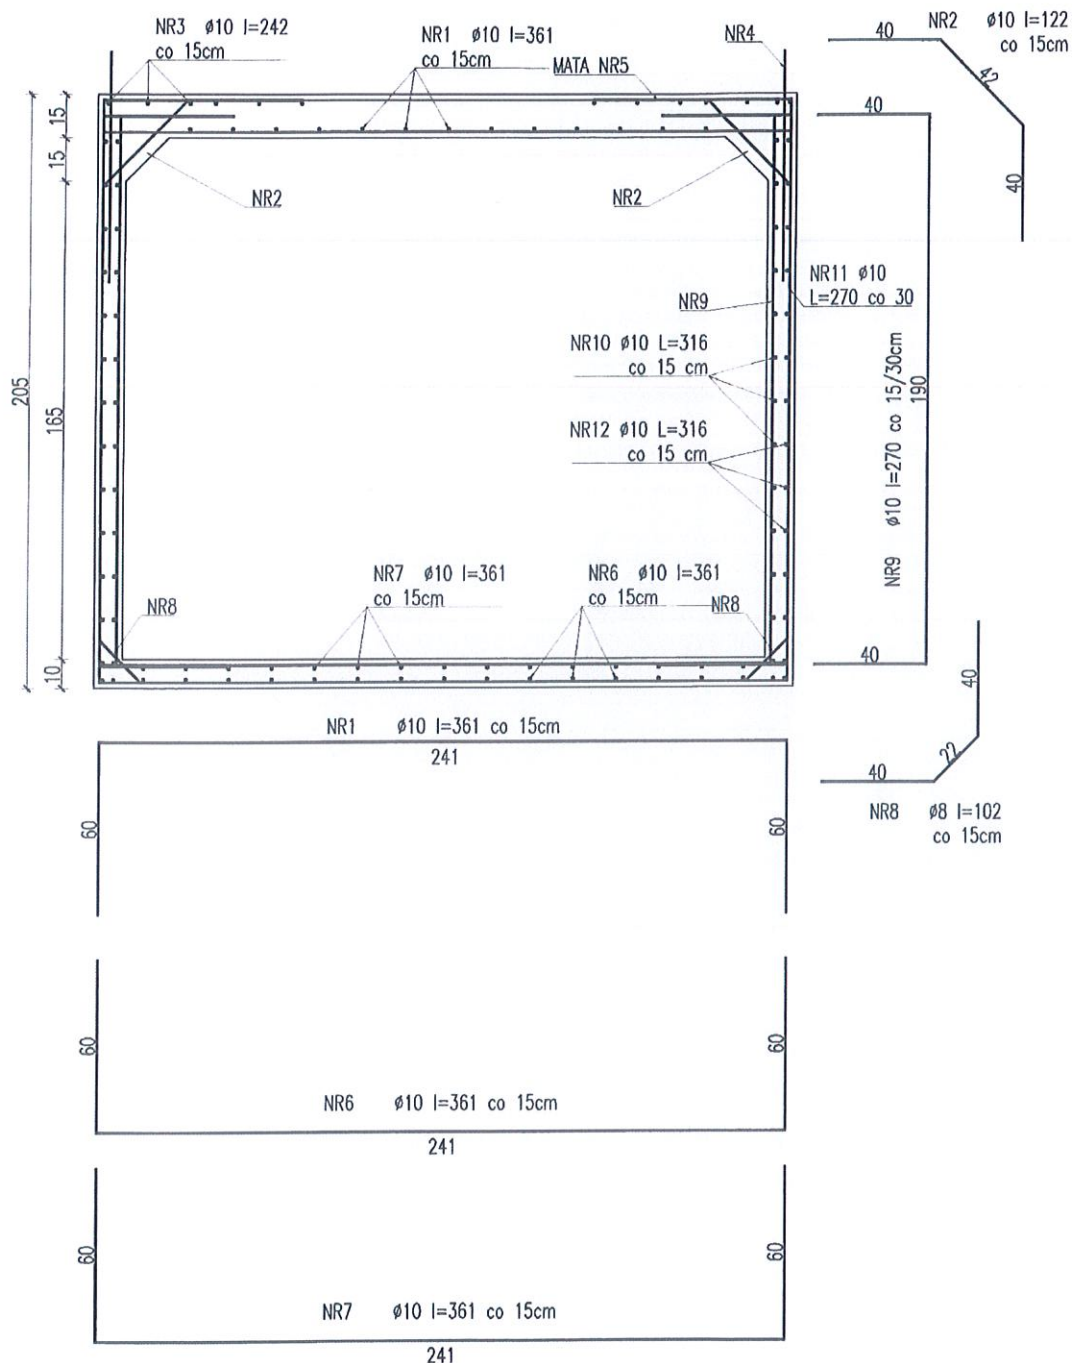 NR3 ø10 l=242
co 15cm
NR1 ø10 l=361
co 15cm
MATA NR5
NR4
40
NR2 ø10 l=122
co 15cm
42
40
40
15
15
NR2
NR2
205
165
10
NR11 ø10
L=270 co 30
NR9
NR10 ø10 L=316
co 15 cm
NR12 ø10 L=316
co 15 cm
NR9 ø10 l=270 co 15/30cm
190
NR7 ø10 l=361
co 15cm
NR6 ø10 l=361
co 15cm
NR8
NR8
40
40
22
40
NR8 ø8 l=102
co 15cm
NR1 ø10 l=361 co 15cm
241
60
60
60
60
NR6 ø10 l=361 co 15cm
241
60
60
NR7 ø10 l=361 co 15cm
241